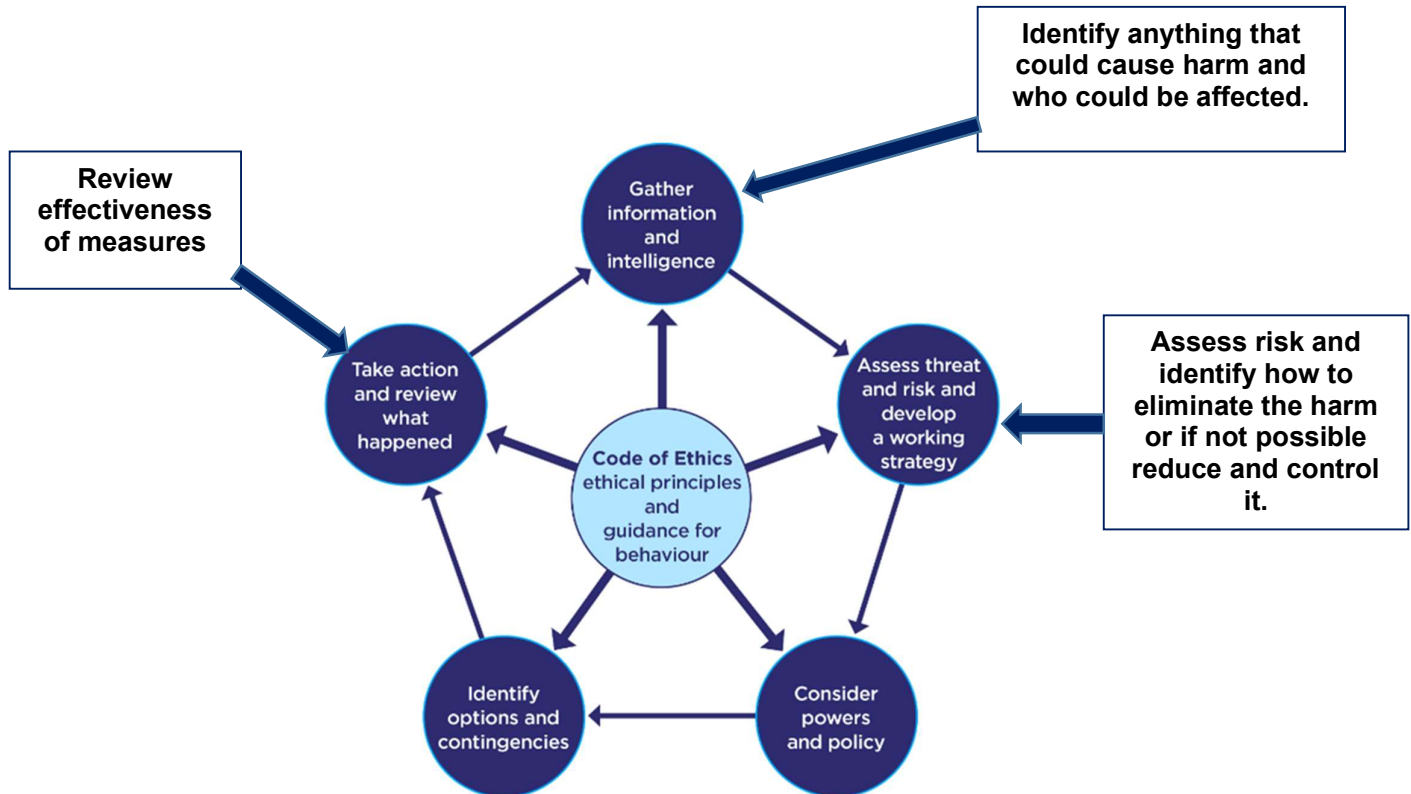 Identify anything that
could cause harm and
who could be affected.
Review
effectiveness
of measures
Gather
information
and
intelligence
Take action
and review
what
happened
Assess threat
and risk and
develop
a working
strategy
Assess risk and
identify how to
eliminate the harm
or if not possible
reduce and control
it.
Code of Ethics
ethical principles
and
guidance for
behaviour
Identify
options and
contingencies
Consider
powers
and policy